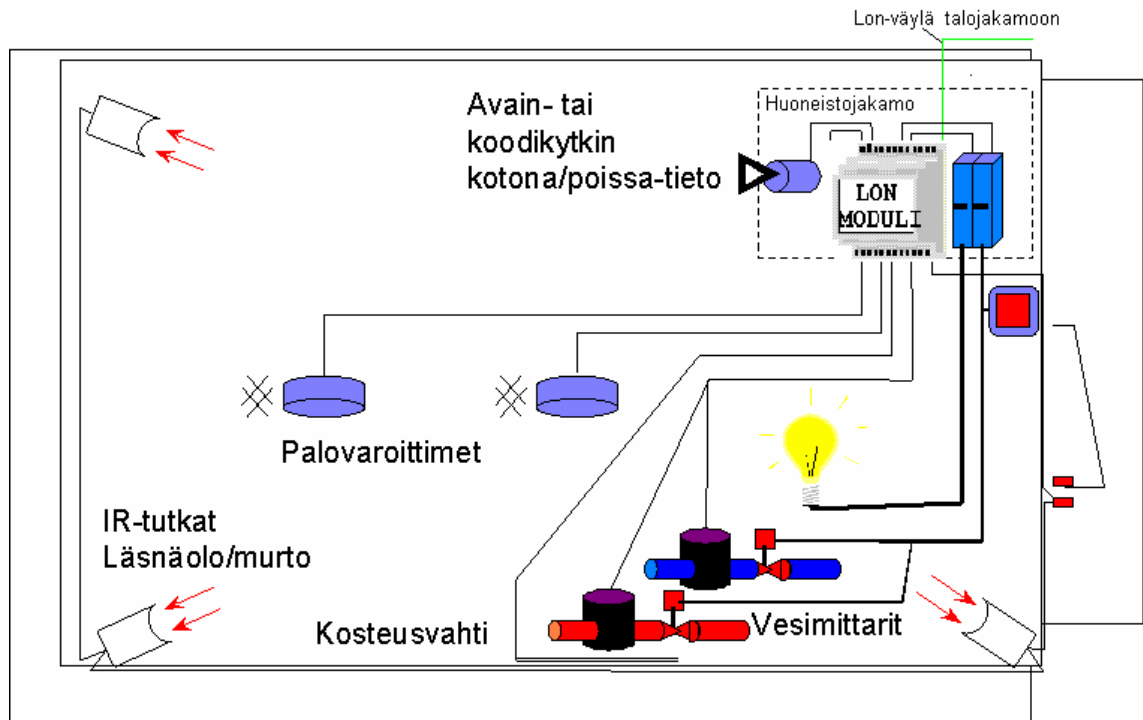 Lon-väylä talojakamoon
Avain- tai
koodikytkin
kotona/poissa-tieto
Huoneistojakamo
LON
MODULI
Palovaroittimet
IR-tutkat
Läsnäolo/murto
Kosteusvahti
Vesimittarit